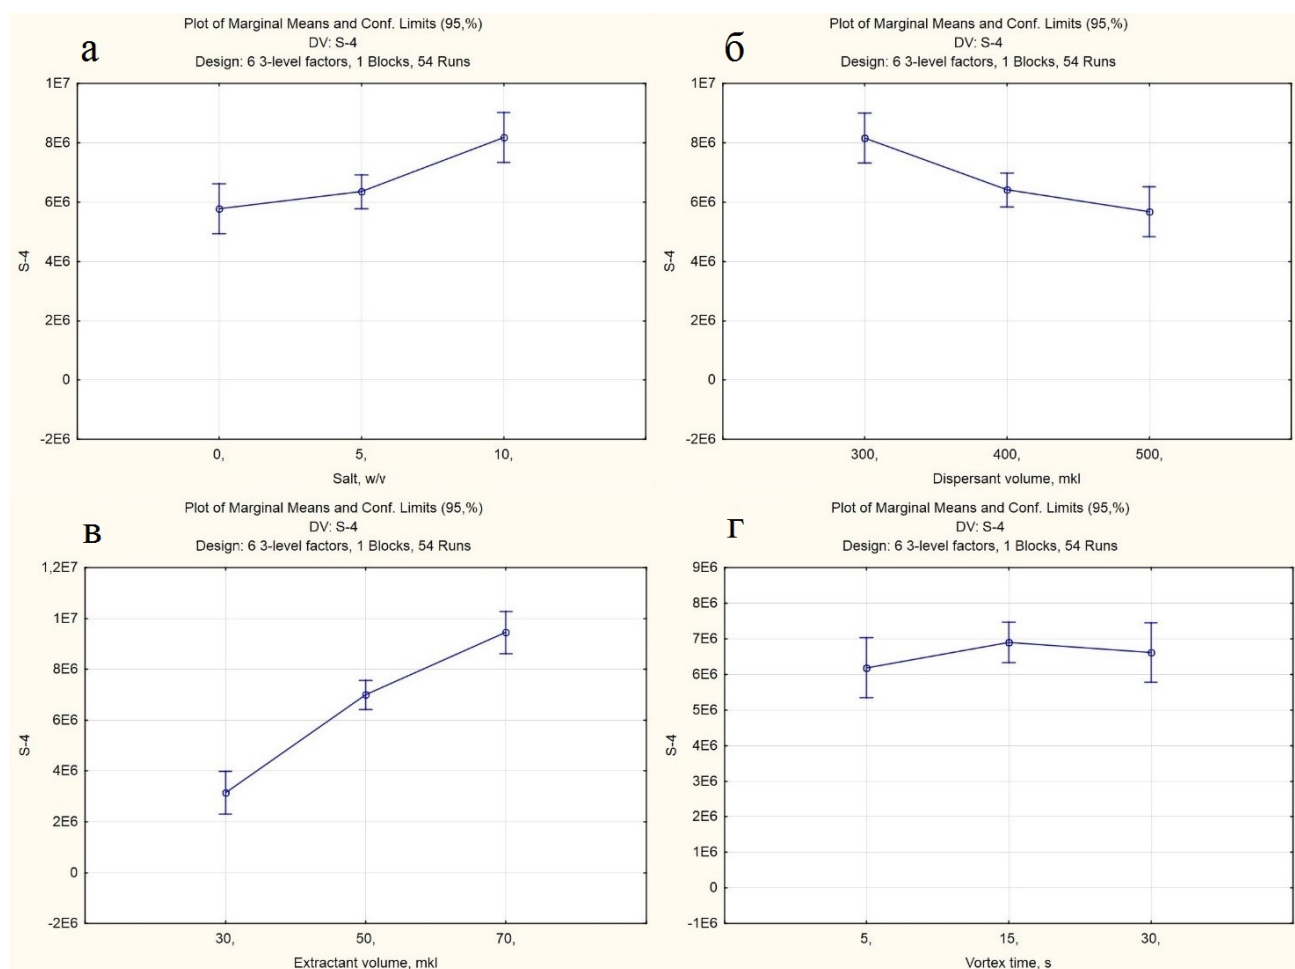 Plot of Marginal Means and Conf. Limits (95,%)
DV: S-4
Design: 6 3-level factors, 1 Blocks, 54 Runs
а
1E7
8E6
6E6
4E6
2E6
0
-2E6
S-4
0,
5,
10,
Salt, w/v
Plot of Marginal Means and Conf. Limits (95,%)
DV: S-4
Design: 6 3-level factors, 1 Blocks, 54 Runs
б
1E7
8E6
6E6
4E6
2E6
0
-2E6
S-4
300,
400,
500,
Dispersant volume, mkl
Plot of Marginal Means and Conf. Limits (95,%)
DV: S-4
Design: 6 3-level factors, 1 Blocks, 54 Runs
в
1,2E7
1E7
8E6
6E6
4E6
2E6
0
-2E6
S-4
30,
50,
70,
Extractant volume, mkl
Plot of Marginal Means and Conf. Limits (95,%)
DV: S-4
Design: 6 3-level factors, 1 Blocks, 54 Runs
г
9E6
8E6
7E6
6E6
5E6
4E6
3E6
2E6
1E6
0
-1E6
S-4
5,
15,
30,
Vortex time, s